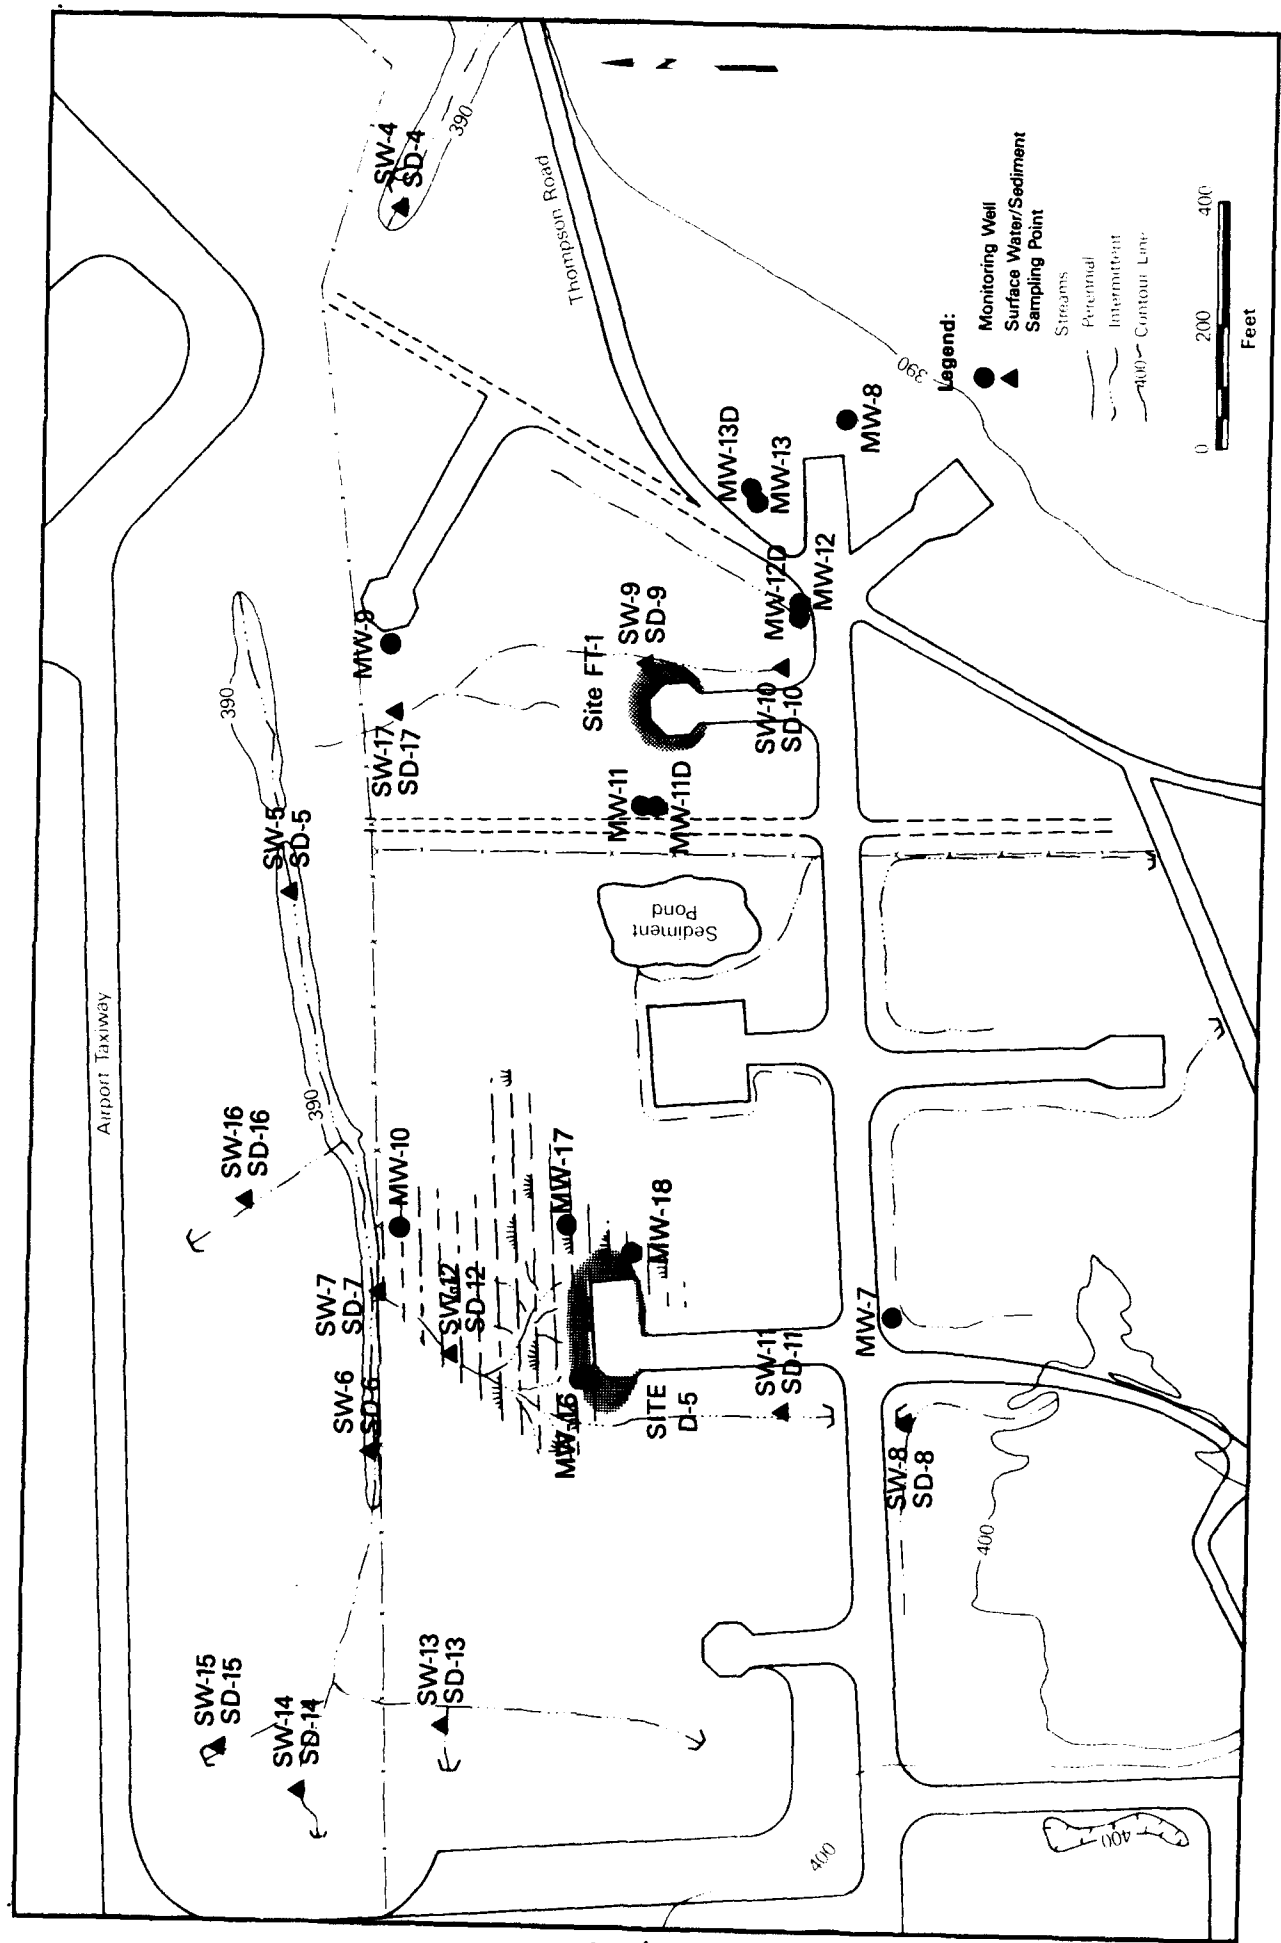 Airport Taxiway
SW-15
SD-15
SW-14
SD-14
SW-13
SD-13
SW-16
SD-16
SW-7
SD-7
SW-6
SD-6
MW-10
SW-12
SD-12
MW-17
MW-18
MW-16
SITE
D-5
SW-11
SD-11
MW-7
SW-8
SD-8
400
400
400
390
SW-5
SD-5
390
Sediment
Pond
MW-9
SW-17
SD-17
MW-11
MW-11D
Site FT-1
SW-9
SD-9
SW-10
SD-10
MW-12D
MW-12
MW-13D
MW-13
MW-8
390
SW-4
SD-4
390
Thompson Road
N
Legend:
Monitoring Well
Surface Water/Sediment
Sampling Point
Streams
Perennial
Intermittent
400 Contour Line
0 200 400
Feet